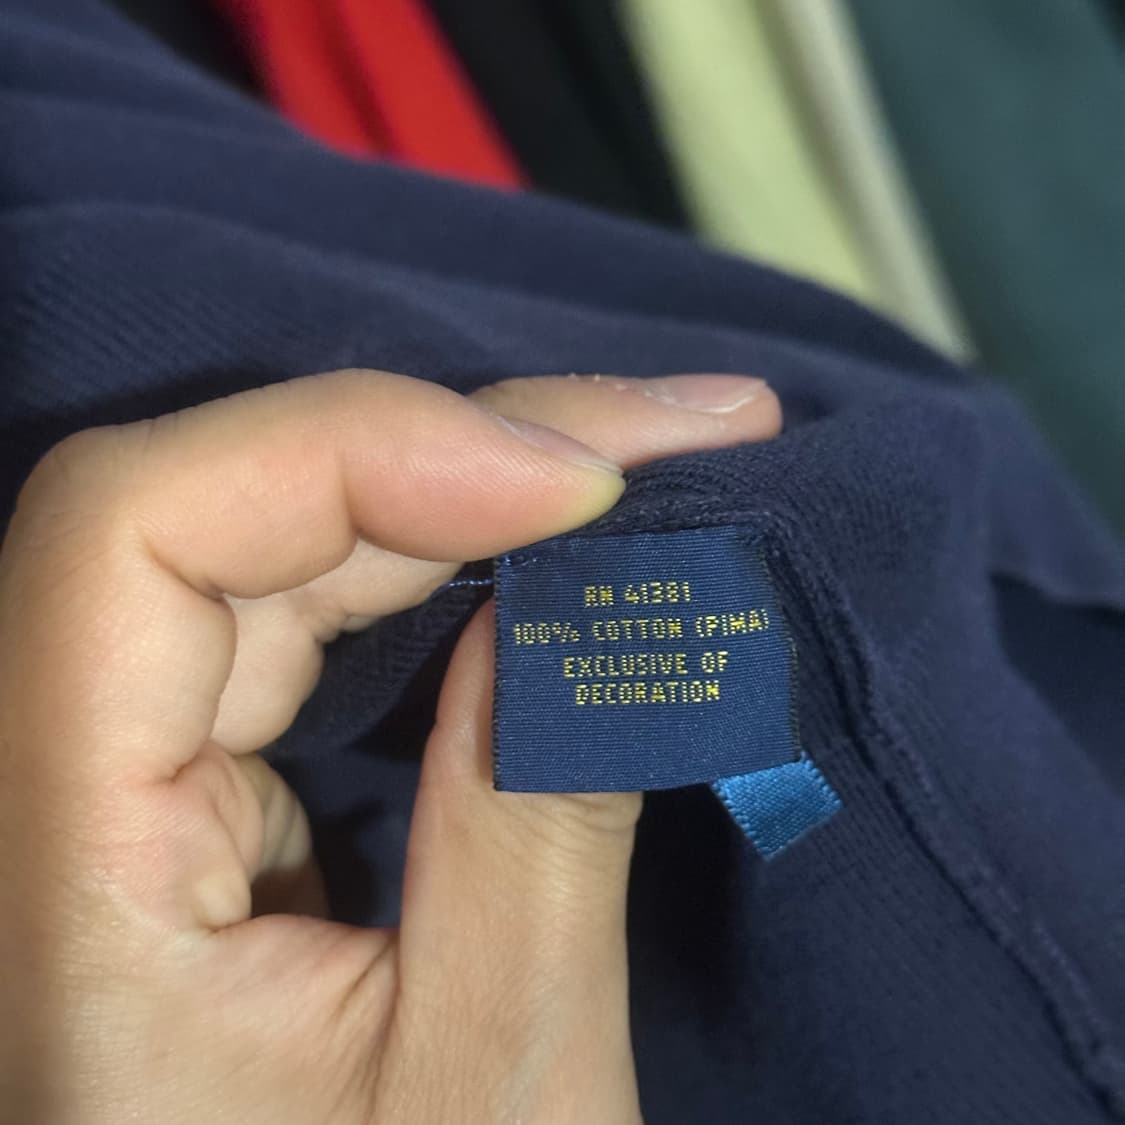 RN 41381
100% COTTON (PIMA)
EXCLUSIVE OF
DECORATION